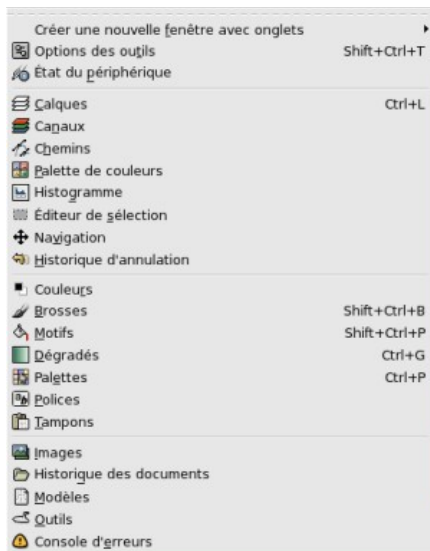 Créer une nouvelle fenêtre avec onglets
Options des outils Shift+Ctrl+T
État du périphérique
Calques Ctrl+L
Canaux
Chemins
Palette de couleurs
Histogramme
Éditeur de sélection
Navigation
Historique d'annulation
Couleurs
Brosses Shift+Ctrl+B
Motifs Shift+Ctrl+P
Dégradés Ctrl+G
Palettes Ctrl+P
Polices
Tampons
Images
Historique des documents
Modèles
Outils
Console d'erreurs